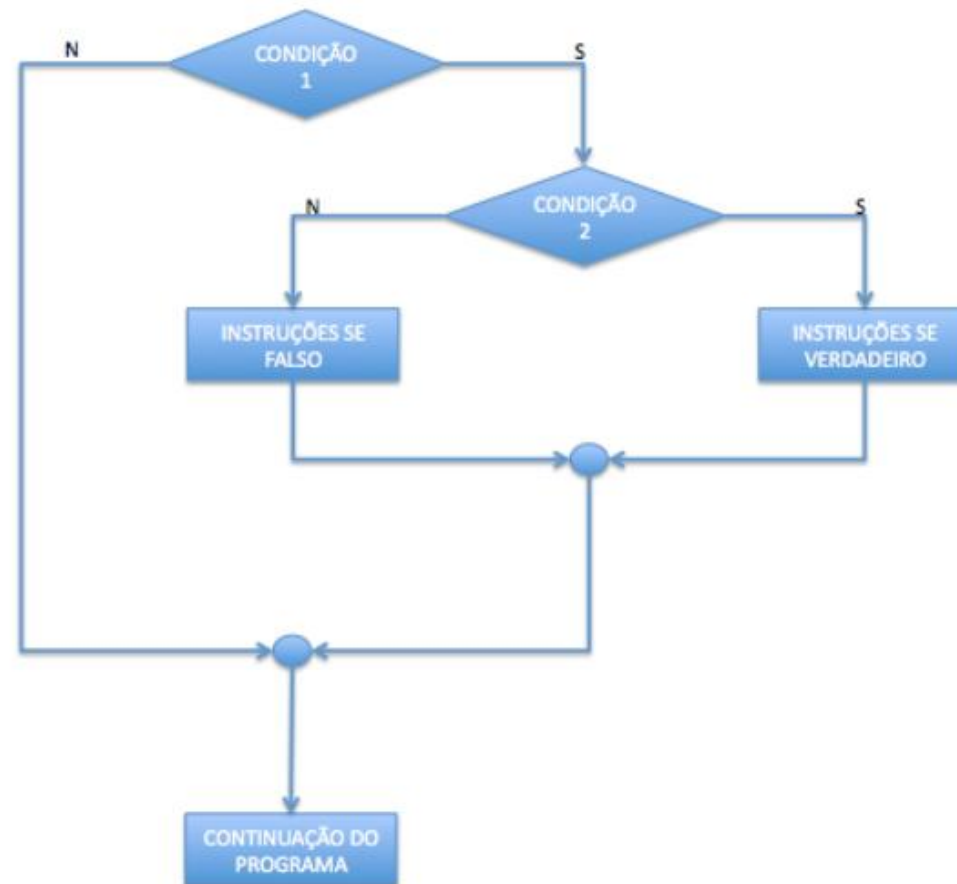 N
CONDIÇÃO
1
S
N
CONDIÇÃO
2
S
INSTRUÇÕES SE
FALSO
INSTRUÇÕES SE
VERDADEIRO
CONTINUAÇÃO DO
PROGRAMA